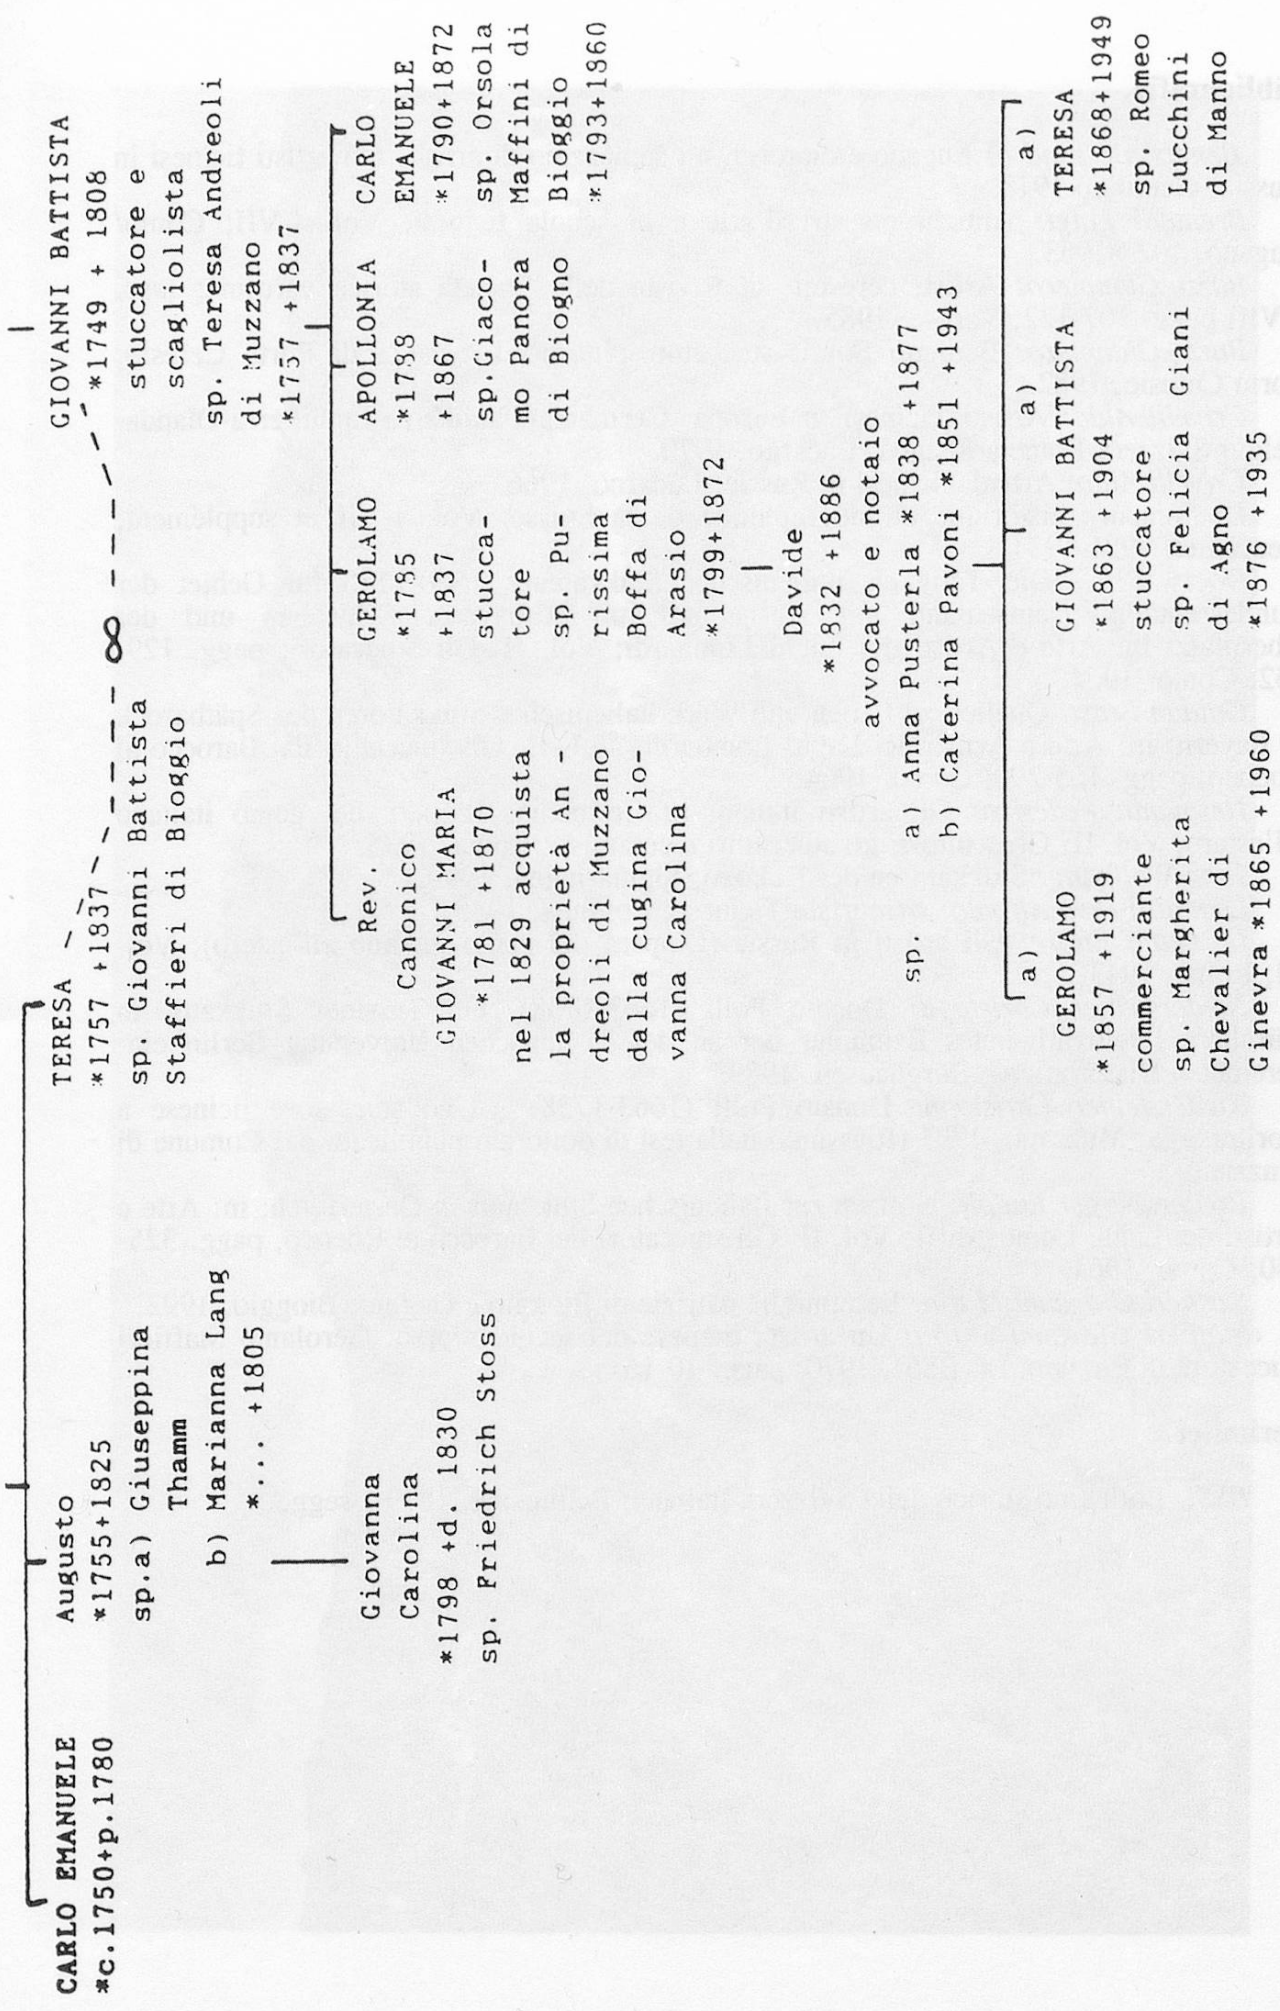 CARLO EMANUELE
*c.1750+p.1780
Augusto
*1755+1825
sp.a) Giuseppina
Thamm
b) Marianna Lang
*... +1805
TERESA
*1757 +1837
sp. Giovanni Battista
Staffieri di Bioggio
∞
GIOVANNI BATTISTA
*1749 + 1808
stuccatore e
scagliolista
sp.Teresa Andreoli
di Muzzano
*1757 +1837
Giovanna
Carolina
*1798 +d. 1830
sp. Friedrich Stoss
Rev.
Canonico
GIOVANNI MARIA
*1781 +1870
nel 1829 acquista
la proprietà An -
dreoli di Muzzano
dalla cugina Gio-
vanna Carolina
GEROLAMO
*1785
+1837
stucca-
tore
sp. Pu -
rissima
Boffa di
Arasio
*1799+1872
APOLLONIA
*1788
+1867
sp.Giaco-
mo Panora
di Biogno
CARLO
EMANUELE
*1790+1872
sp. Orsola
Maffini di
Bioggio
*1793+1860
Davide
*1832 +1886
avvocato e notaio
sp. a) Anna Pusterla *1838 +1877
b) Caterina Pavoni *1851 +1943
a)
GEROLAMO
*1857 +1919
commerciante
sp. Margherita
Chevalier di
Ginevra *1865 +1960
a)
GIOVANNI BATTISTA
*1863 +1904
stuccatore
sp. Felicia Giani
di Agno
*1876 +1935
a)
TERESA
*1868+1949
sp. Romeo
Lucchini
di Manno